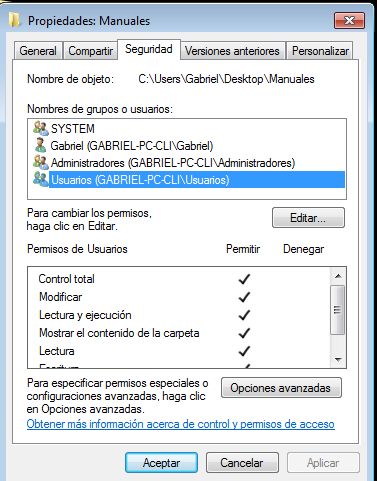 Propiedades: Manuales
General
Compartir
Seguridad
Versiones anteriores
Personalizar
Nombre de objeto: C:\Users\Gabriel\Desktop\Manuales
Nombres de grupos o usuarios:
SYSTEM
Gabriel (GABRIEL-PC-CLI\Gabriel)
Administradores (GABRIEL-PC-CLI\Administradores)
Usuarios (GABRIEL-PC-CLI\Usuarios)
Para cambiar los permisos,
haga clic en Editar.
Editar...
Permisos de Usuarios Permitir Denegar
Control total
Modificar
Lectura y ejecución
Mostrar el contenido de la carpeta
Lectura
Escritura
Para especificar permisos especiales o
configuraciones avanzadas, haga clic
en Opciones avanzadas.
Opciones avanzadas
Obtener más información acerca de control y permisos de acceso
Aceptar
Cancelar
Aplicar